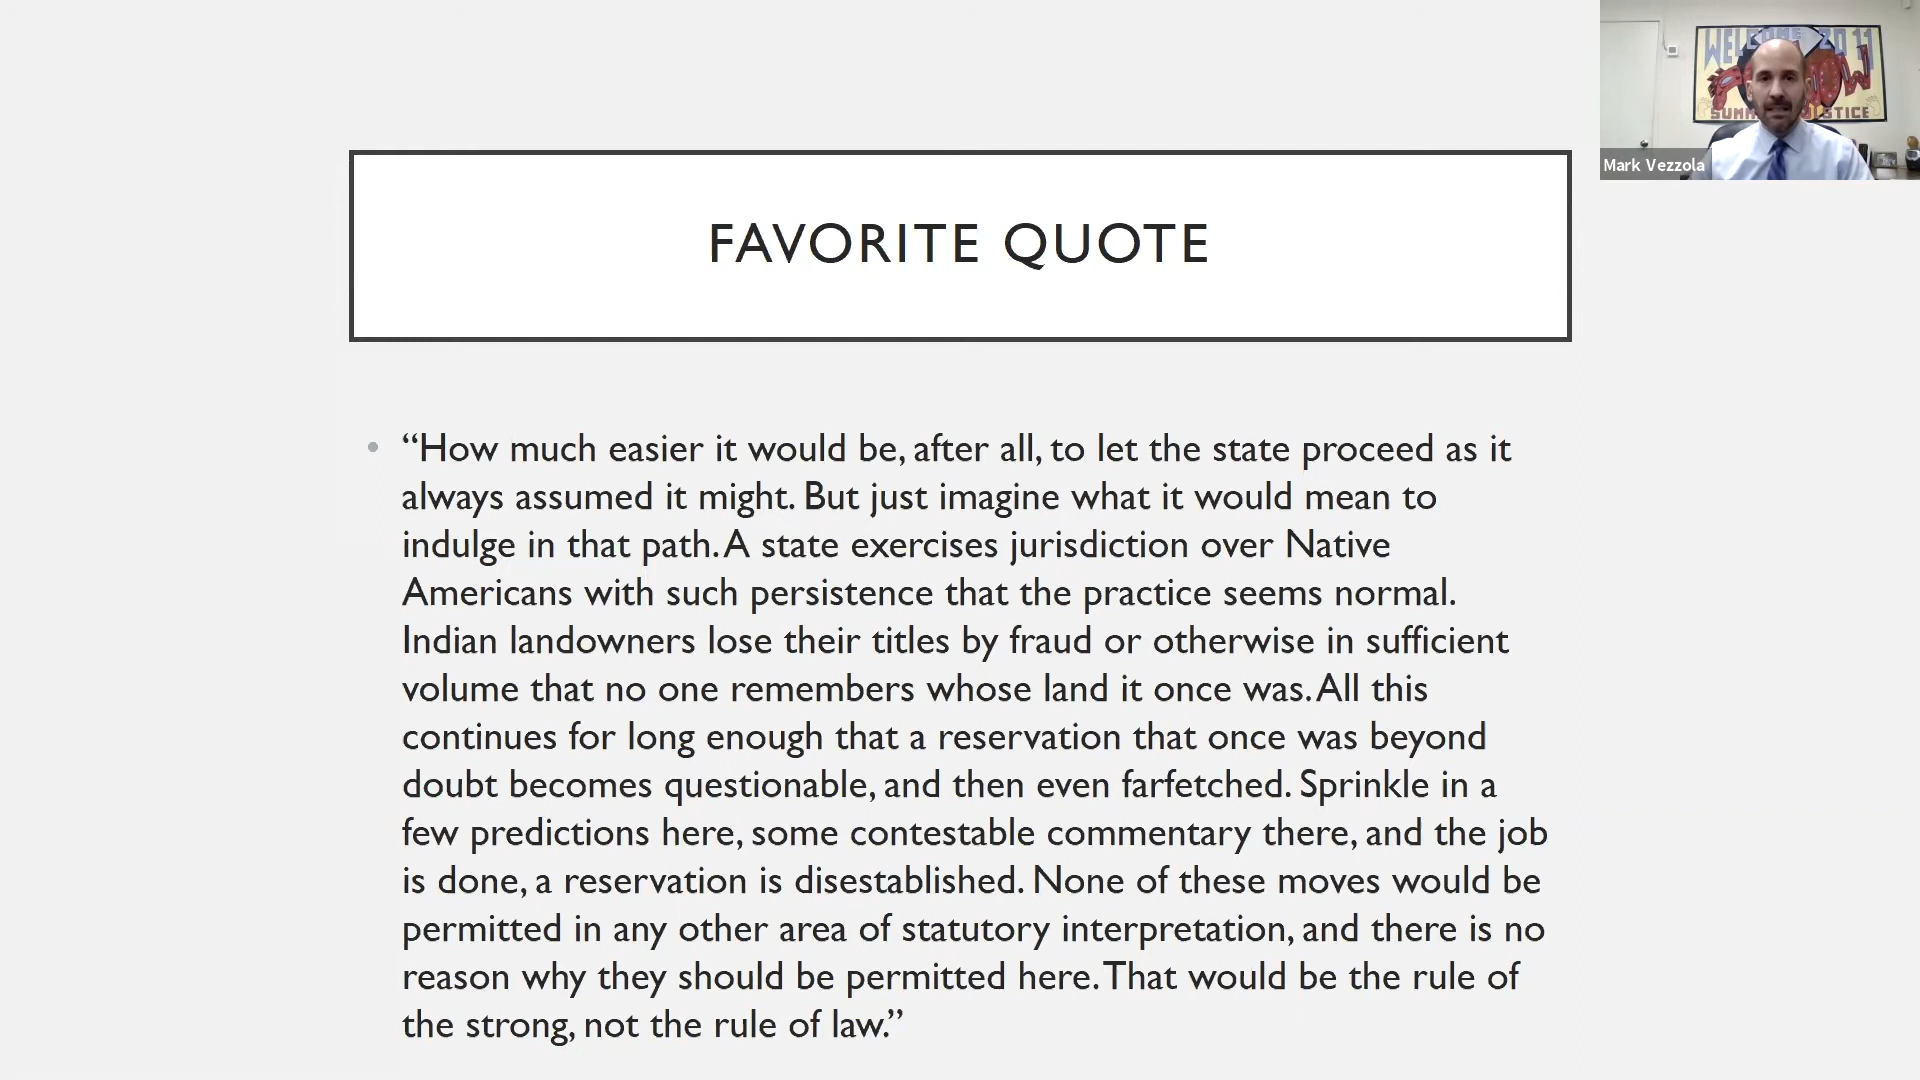 FAVORITE QUOTE
“How much easier it would be, after all, to let the state proceed as it
always assumed it might. But just imagine what it would mean to
indulge in that path. A state exercises jurisdiction over Native
Americans with such persistence that the practice seems normal.
Indian landowners lose their titles by fraud or otherwise in sufficient
volume that no one remembers whose land it once was. All this
continues for long enough that a reservation that once was beyond
doubt becomes questionable, and then even farfetched. Sprinkle in a
few predictions here, some contestable commentary there, and the job
is done, a reservation is disestablished. None of these moves would be
permitted in any other area of statutory interpretation, and there is no
reason why they should be permitted here. That would be the rule of
the strong, not the rule of law.”
WELCOME 2011
Mark Vezzola